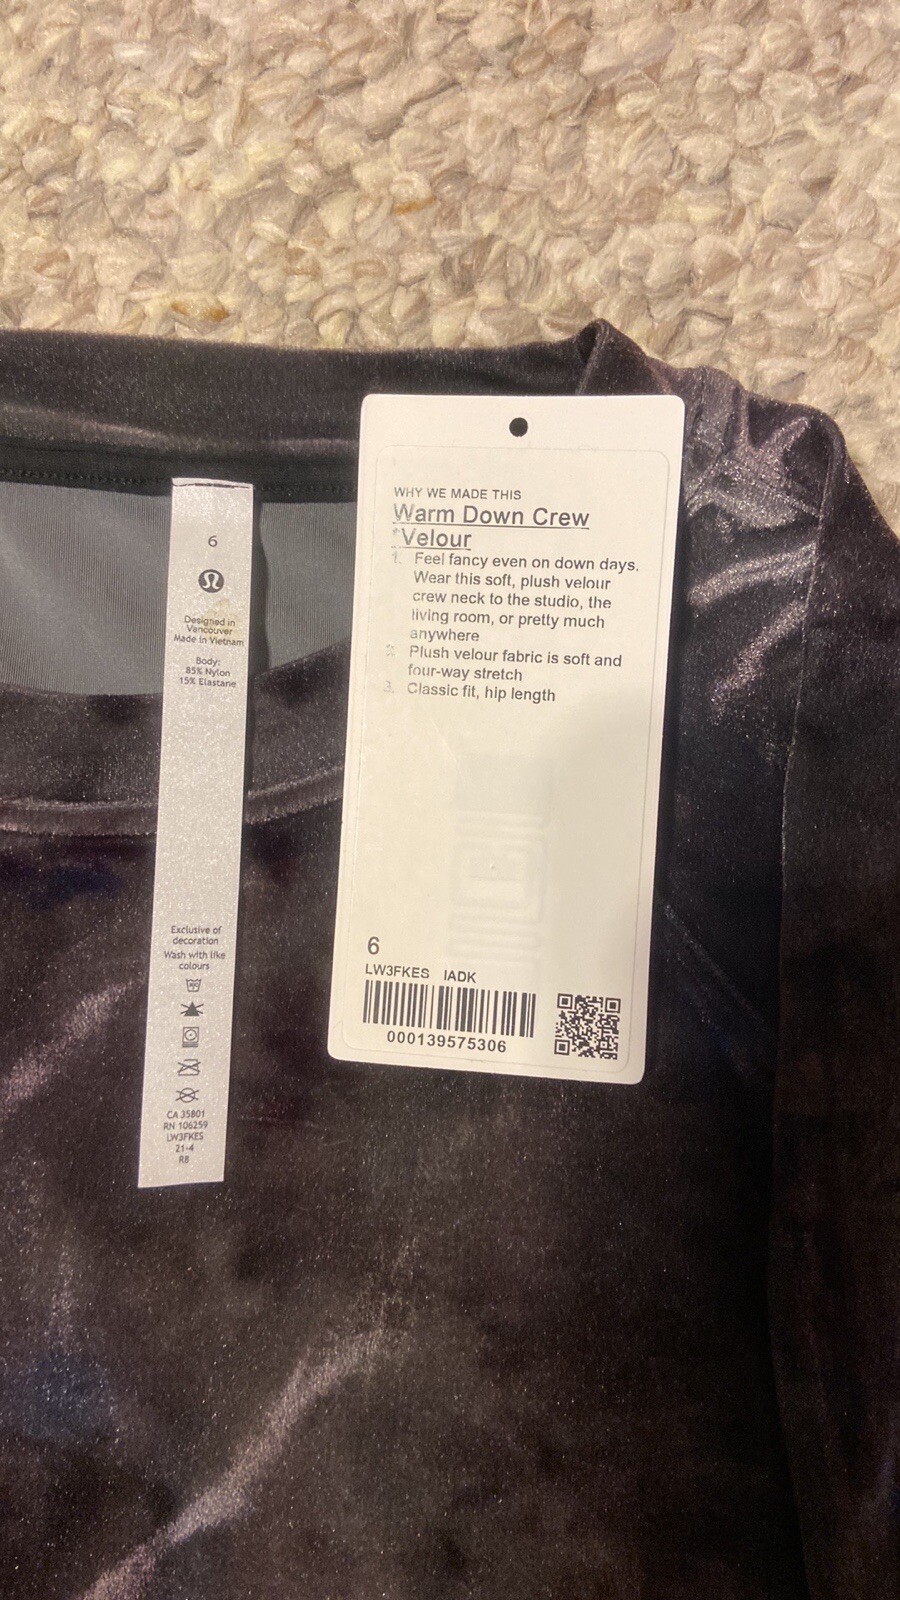 6
Designed in
Vancouver
Made in Vietnam
Body:
85% Nylon
15% Elastane
Exclusive of
decoration
Wash with like
colours
CA 35801
RN 106259
LW3FKES
21-4
R8
WHY WE MADE THIS
Warm Down Crew
*Velour
1. Feel fancy even on down days.
Wear this soft, plush velour
crew neck to the studio, the
living room, or pretty much
anywhere
2. Plush velour fabric is soft and
four-way stretch
3. Classic fit, hip length
6
LW3FKES IADK
000139575306